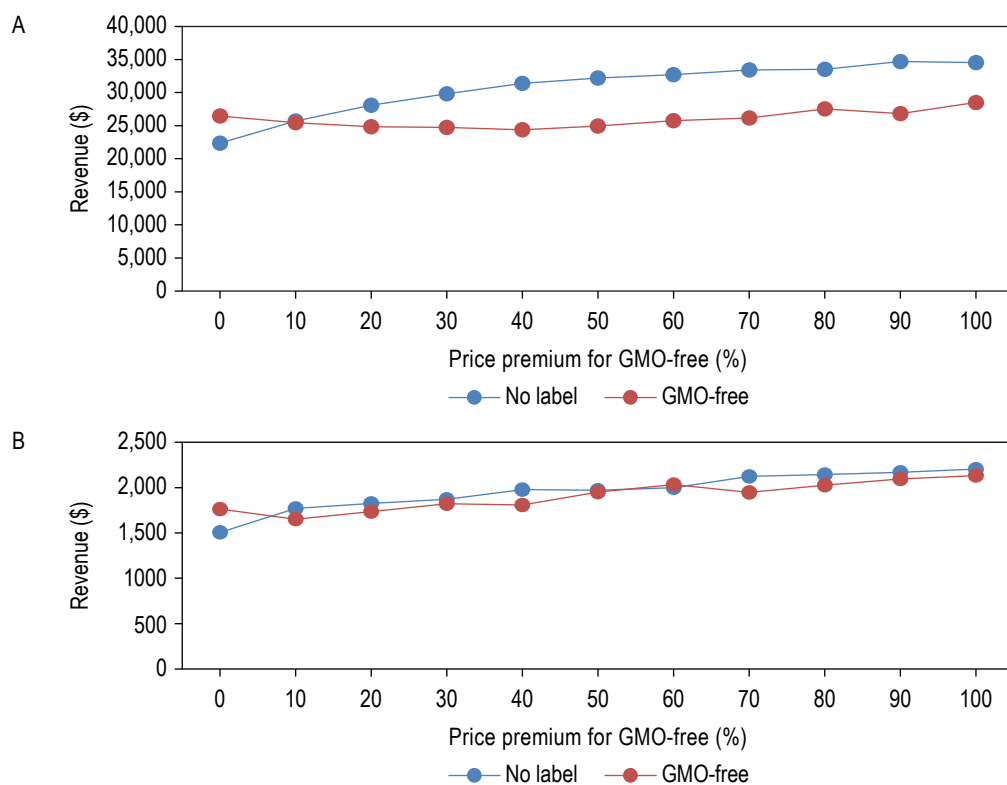 A
40,000
35,000
30,000
25,000
20,000
15,000
10,000
5,000
0
Revenue ($)
0 10 20 30 40 50 60 70 80 90 100
Price premium for GMO-free (%)
No label GMO-free
B
2,500
2,000
1,500
1000
500
0
Revenue ($)
0 10 20 30 40 50 60 70 80 90 100
Price premium for GMO-free (%)
No label GMO-free